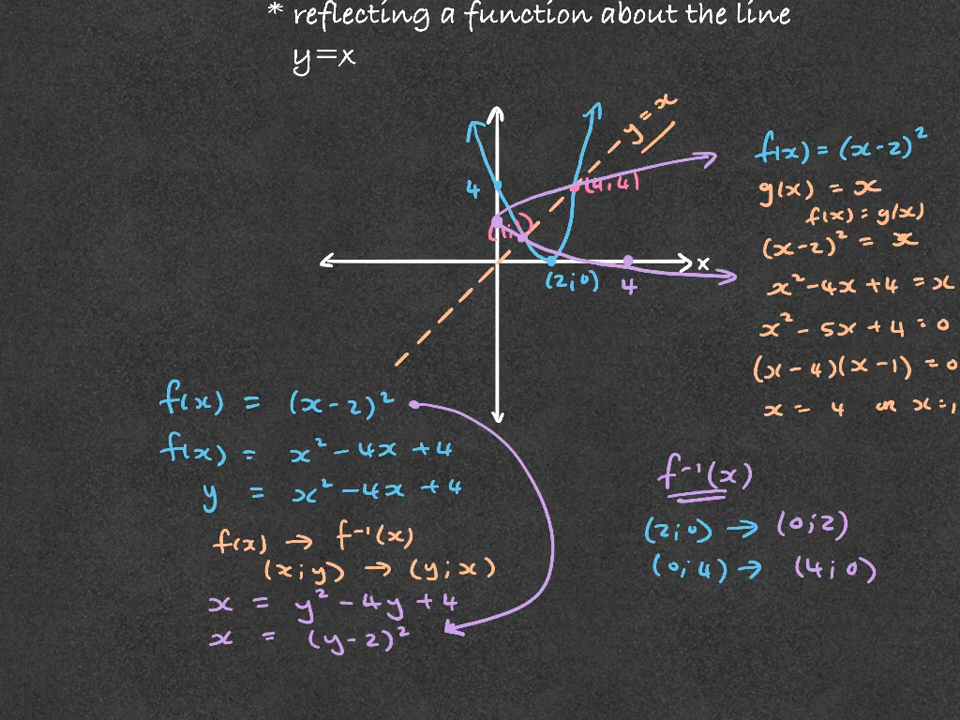 * reflecting a function about the line
y=x
y=x
4
(4,4)
(1,1)
x
(2;0)
4
f(x) = (x-2)²
g(x) = x
f(x) = g(x)
(x-2)² = x
x²-4x+4 = x
x²-5x+4=0
(x-4)(x-1)=0
x = 4 or x=1
f(x) = (x-2)²
f(x) = x²-4x+4
y = x²-4x+4
f(x) → f⁻¹(x)
(x;y) → (y;x)
x = y²-4y+4
x = (y-2)²
f⁻¹(x)
(2;0) → (0;2)
(0;4) → (4;0)